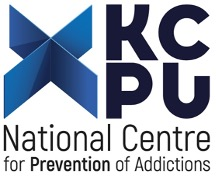 KC
PU
National Centre
for Prevention of Addictions